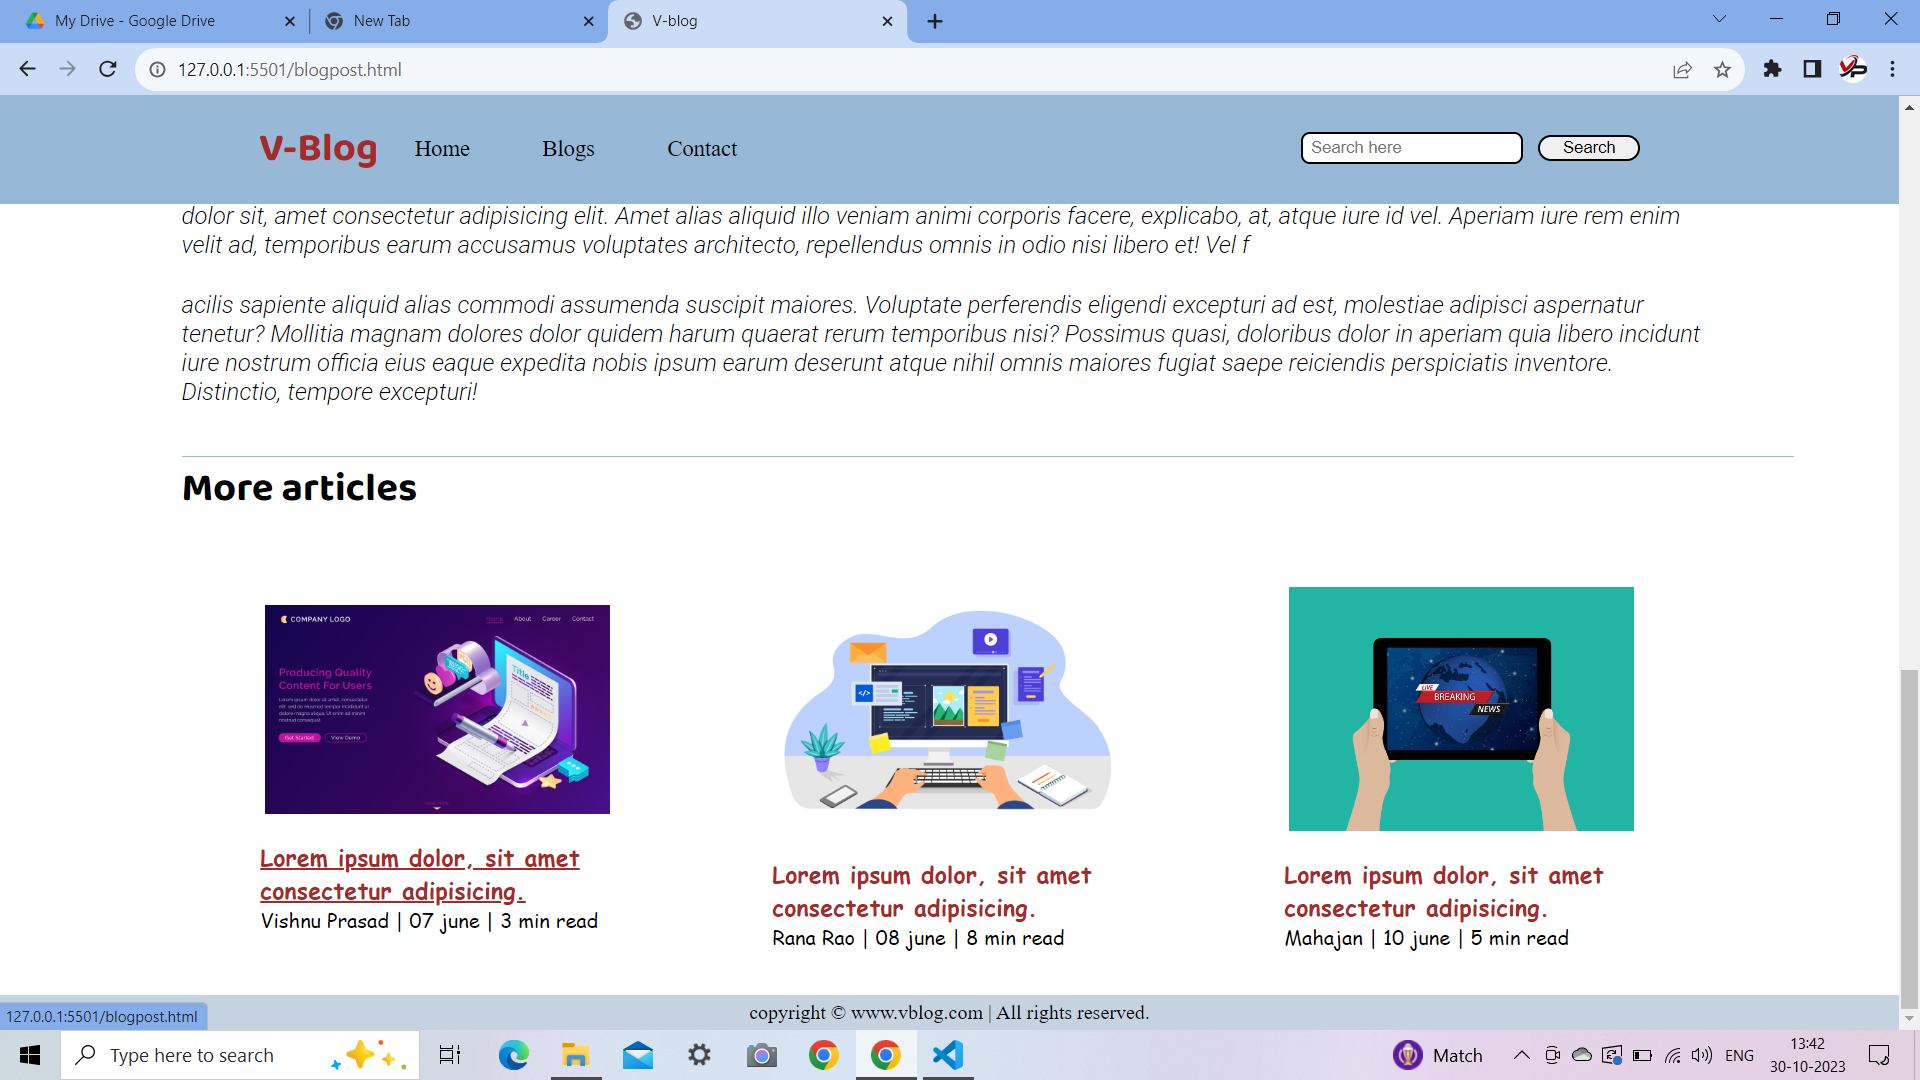 My Drive - Google Drive
New Tab
V-blog
127.0.0.1:5501/blogpost.html
V-Blog
Home
Blogs
Contact
Search here
Search
dolor sit, amet consectetur adipisicing elit. Amet alias aliquid illo veniam animi corporis facere, explicabo, at, atque iure id vel. Aperiam iure rem enim
velit ad, temporibus earum accusamus voluptates architecto, repellendus omnis in odio nisi libero et! Vel f
acilis sapiente aliquid alias commodi assumenda suscipit maiores. Voluptate perferendis eligendi excepturi ad est, molestiae adipisci aspernatur
tenetur? Mollitia magnam dolores dolor quidem harum quaerat rerum temporibus nisi? Possimus quasi, doloribus dolor in aperiam quia libero incidunt
iure nostrum officia eius eaque expedita nobis ipsum earum deserunt atque nihil omnis maiores fugiat saepe reiciendis perspiciatis inventore.
Distinctio, tempore excepturi!
More articles
COMPANY LOGO
Home
About
Career
Contact
Producing Quality
Content For Users
Get Started
View Demo
Title
LIVE
BREAKING
NEWS
Lorem ipsum dolor, sit amet
consectetur adipisicing.
Vishnu Prasad | 07 june | 3 min read
Lorem ipsum dolor, sit amet
consectetur adipisicing.
Rana Rao | 08 june | 8 min read
Lorem ipsum dolor, sit amet
consectetur adipisicing.
Mahajan | 10 june | 5 min read
copyright © www.vblog.com | All rights reserved.
127.0.0.1:5501/blogpost.html
Type here to search
Match
ENG
13:42
30-10-2023